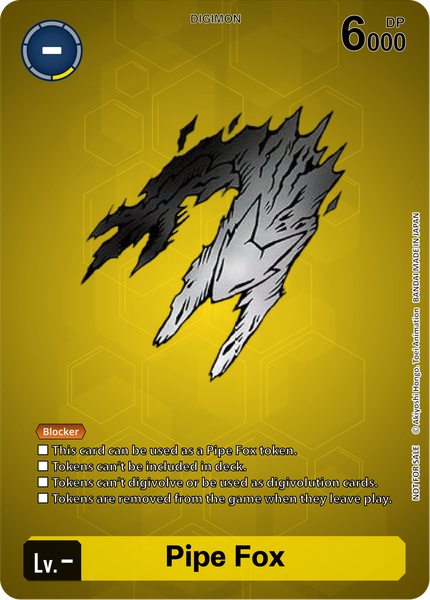 DIGIMON
DP
6000
-
Blocker
■ This card can be used as a Pipe Fox token.
■ Tokens can't be included in deck.
■ Tokens can't digivolve or be used as digivolution cards.
■ Tokens are removed from the game when they leave play.
NOT FOR SALE © Akiyoshi Hongo, Toei Animation BANDAI MADE IN JAPAN
Lv.-
Pipe Fox